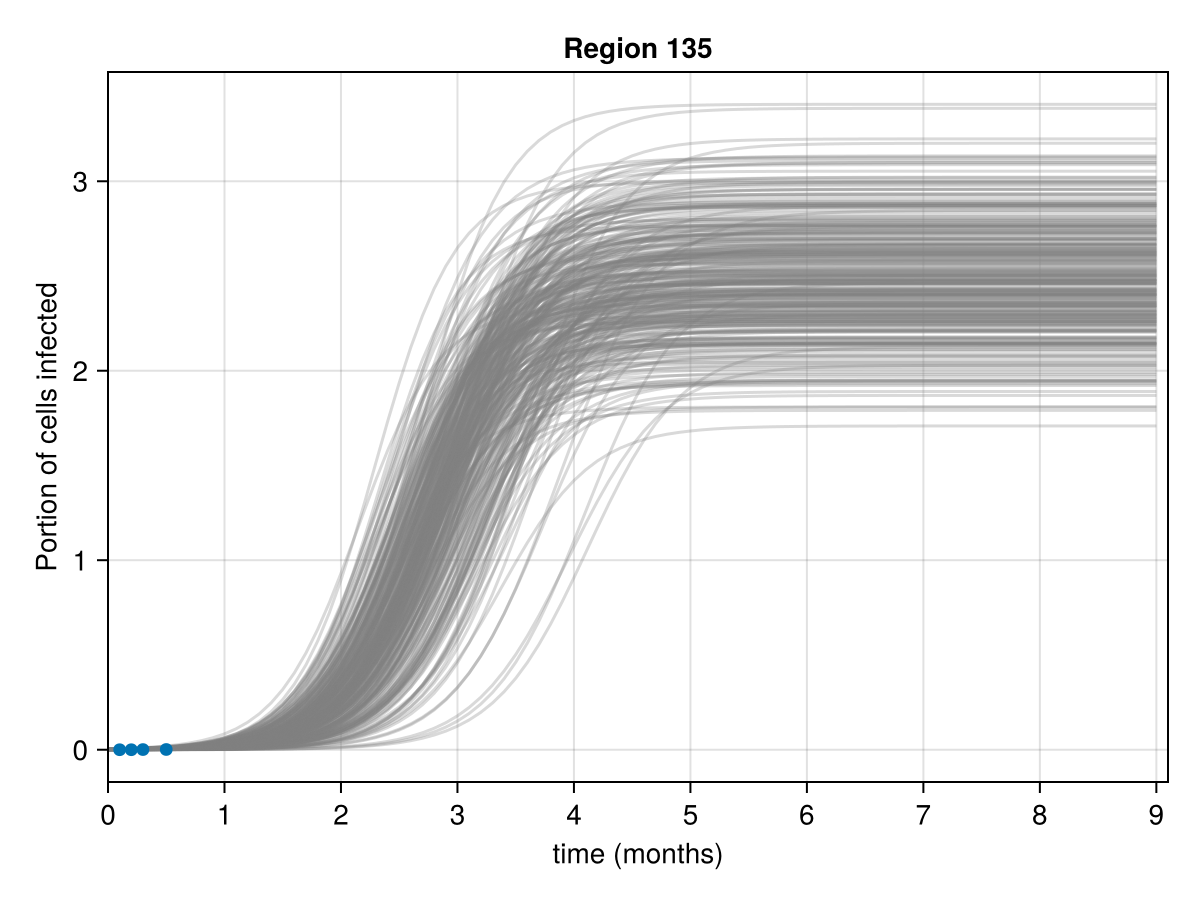 Region 135
Portion of cells infected
3
2
1
0
0 1 2 3 4 5 6 7 8 9
time (months)